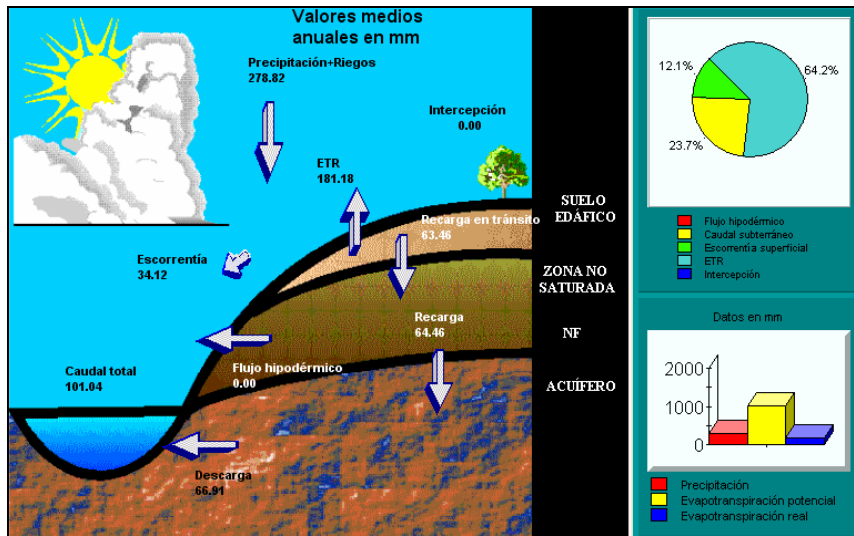 Valores medios
anuales en mm
Precipitación+Riegos
278.82
Intercepción
0.00
ETR
181.18
Recarga en tránsito
63.46
Escorrentía
34.12
Recarga
64.46
Flujo hipodérmico
0.00
Caudal total
101.04
Descarga
66.91
SUELO
EDÁFICO
ZONA NO
SATURADA
NF
ACUÍFERO
12.1%
64.2%
23.7%
Flujo hipodérmico
Caudal subterráneo
Escorrentía superficial
ETR
Intercepción
Datos en mm
2000
1000
0
Precipitación
Evapotranspiración potencial
Evapotranspiración real